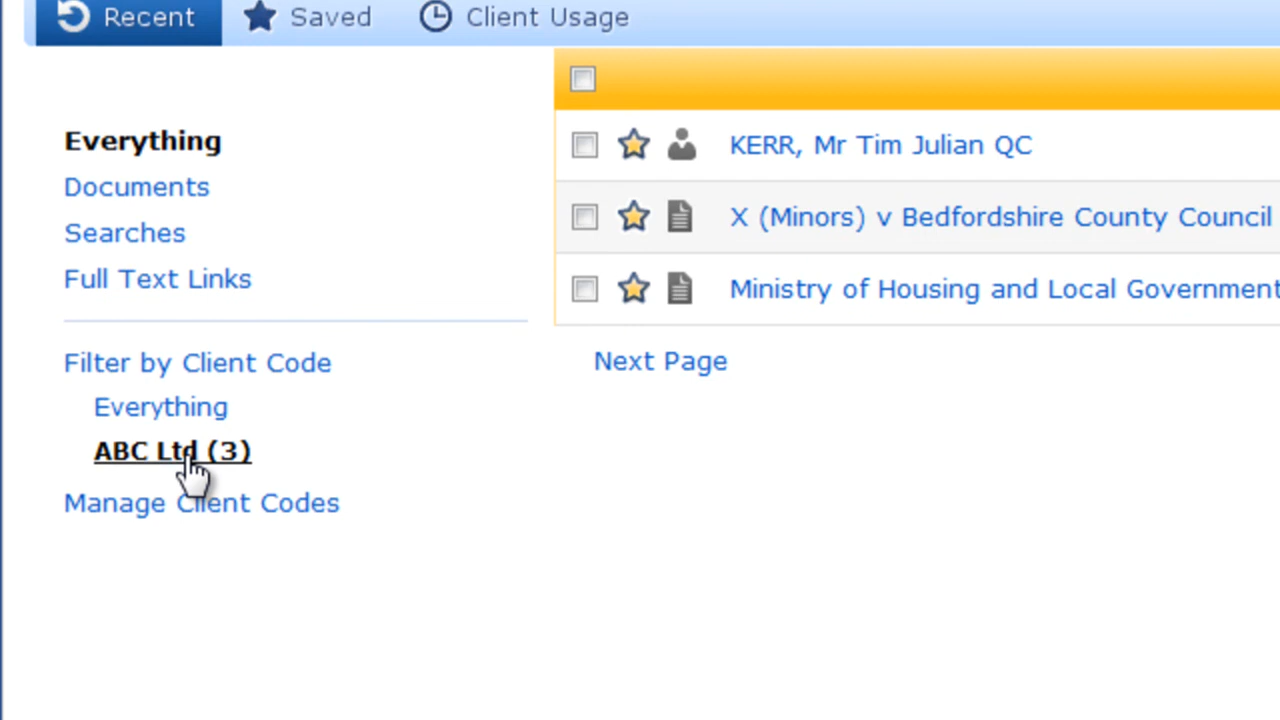 Recent Saved Client Usage
Everything
Documents
Searches
Full Text Links
Filter by Client Code
Everything
ABC Ltd (3)
Manage Client Codes
KERR, Mr Tim Julian QC
X (Minors) v Bedfordshire County Council
Ministry of Housing and Local Government
Next Page